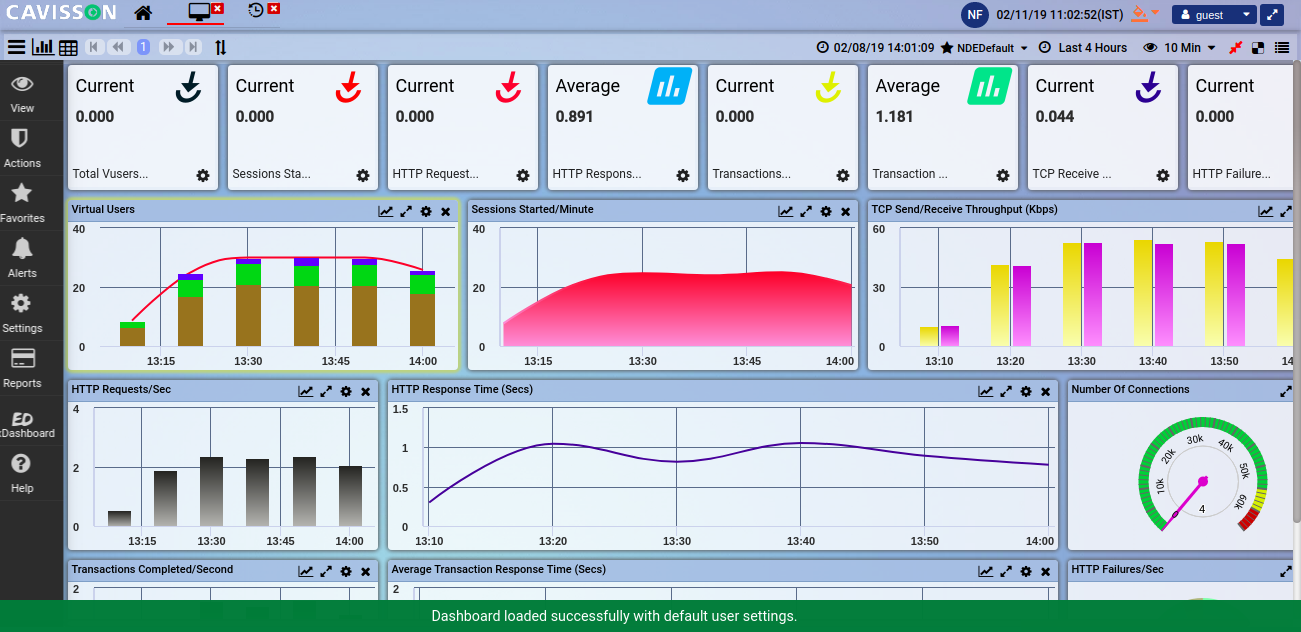 CAVISSON
NF 02/11/19 11:02:52(IST) guest
1 02/08/19 14:01:09 NDEDefault Last 4 Hours 10 Min
View
Actions
Favorites
Alerts
Settings
Reports
ED
Dashboard
Help
Current
0.000
Total Vusers...
Current
0.000
Sessions Sta...
Current
0.000
HTTP Request...
Average
0.891
HTTP Respons...
Current
0.000
Transactions...
Average
1.181
Transaction ...
Current
0.044
TCP Receive ...
Current
0.000
HTTP Failure...
Virtual Users
40
20
0
13:15 13:30 13:45 14:00
Sessions Started/Minute
40
20
0
13:15 13:30 13:45 14:00
TCP Send/Receive Throughput (Kbps)
60
30
0
13:10 13:20 13:30 13:40 13:50 14
HTTP Requests/Sec
4
2
0
13:15 13:30 13:45 14:00
HTTP Response Time (Secs)
1.5
1
0.5
0
13:10 13:20 13:30 13:40 13:50 14:00
Number Of Connections
0 10k 20k 30k 40k 50k 60k
4
Transactions Completed/Second
2
Average Transaction Response Time (Secs)
2
HTTP Failures/Sec
Dashboard loaded successfully with default user settings.